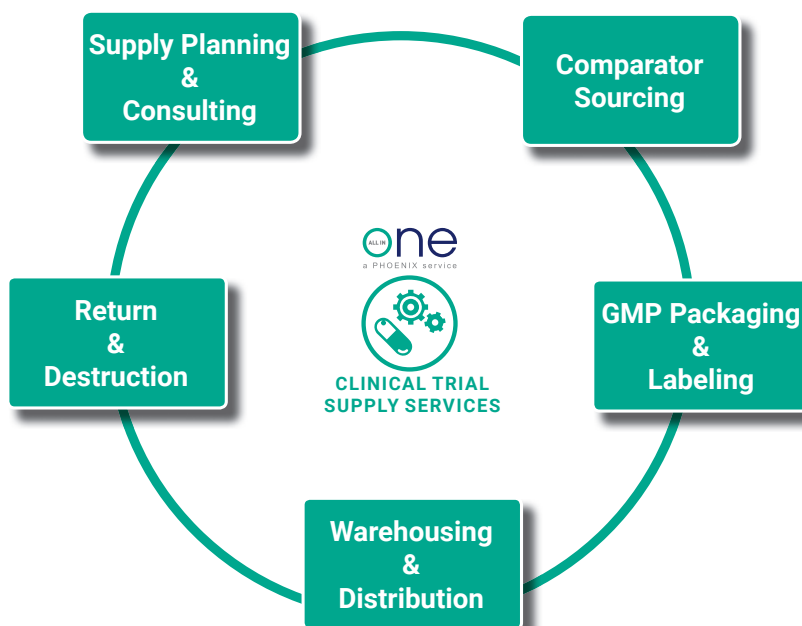 Supply Planning
&
Consulting
Comparator
Sourcing
ALL IN
one
a PHOENIX service
CLINICAL TRIAL
SUPPLY SERVICES
Return
&
Destruction
GMP Packaging
&
Labeling
Warehousing
&
Distribution